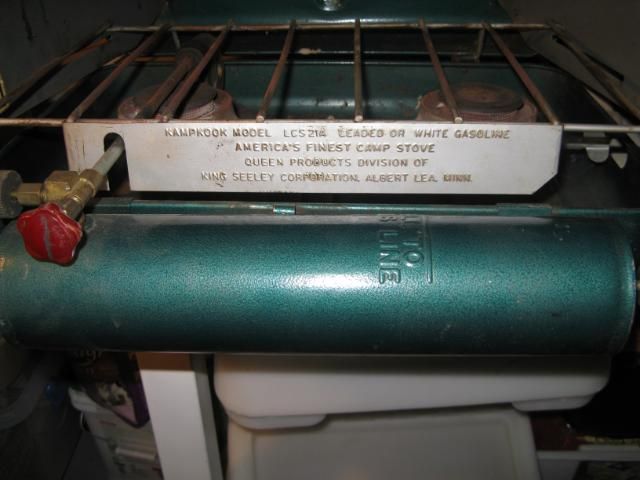 KAMPKOOK MODEL LCS21A LEADED OR WHITE GASOLINE
AMERICA'S FINEST CAMP STOVE
QUEEN PRODUCTS DIVISION OF
KING SEELEY CORPORATION, ALBERT LEA, MINN.